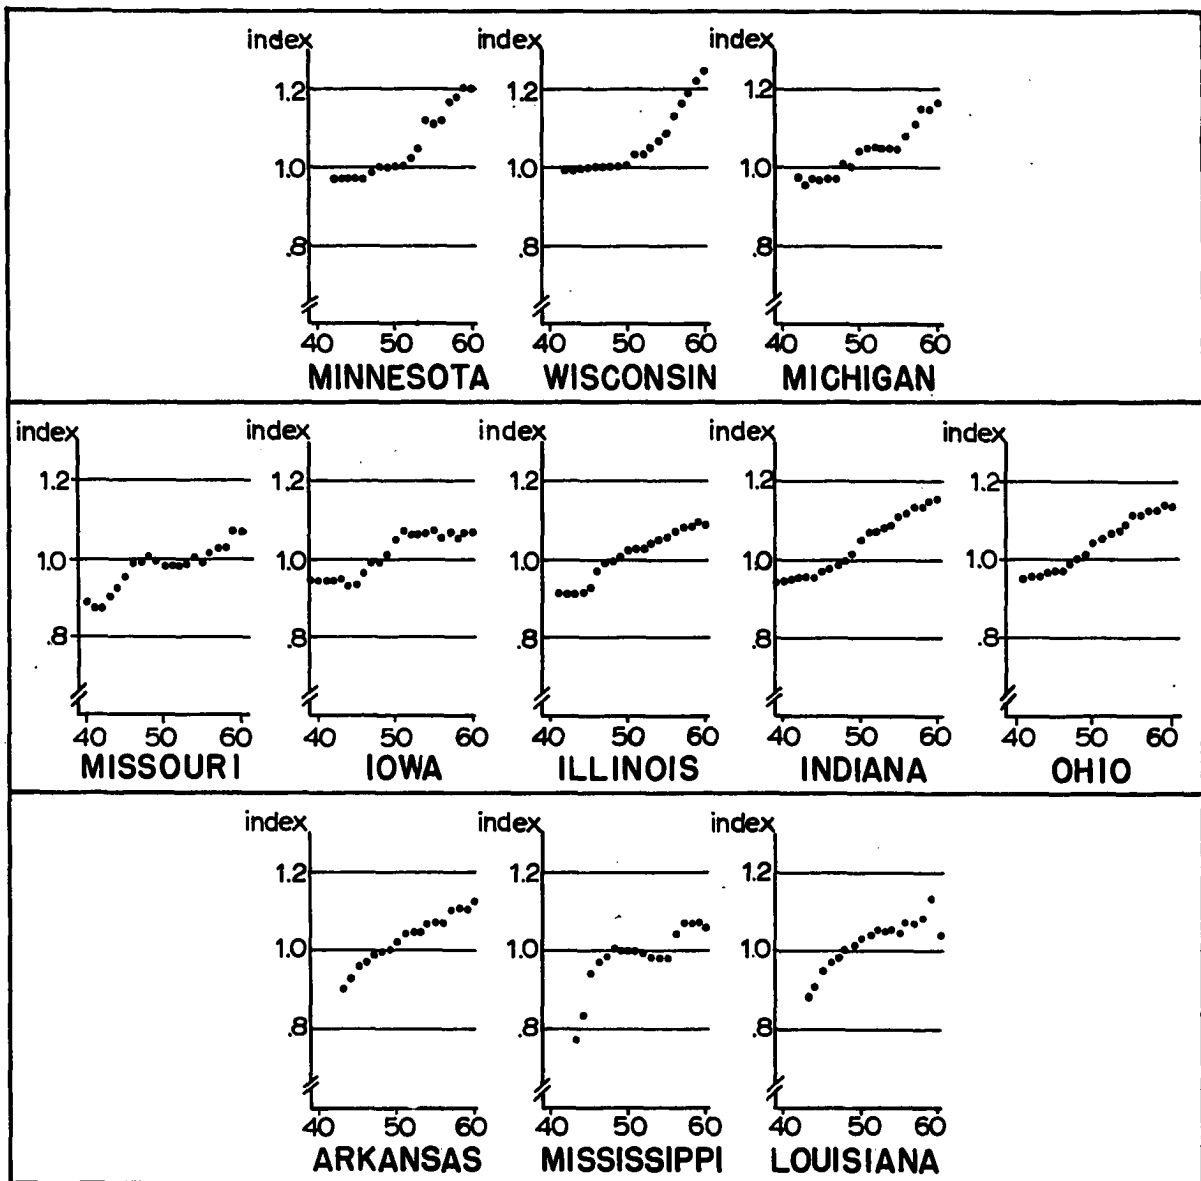 index index index
1.2 1.2 1.2
1.0 1.0 1.0
.8 .8 .8
40 50 60 40 50 60 40 50 60
MINNESOTA WISCONSIN MICHIGAN
index index index index index
1.2 1.2 1.2 1.2 1.2
1.0 1.0 1.0 1.0 1.0
.8 .8 .8 .8 .8
40 50 60 40 50 60 40 50 60 40 50 60 40 50 60
MISSOURI IOWA ILLINOIS INDIANA OHIO
index index index
1.2 1.2 1.2
1.0 1.0 1.0
.8 .8 .8
40 50 60 40 50 60 40 50 60
ARKANSAS MISSISSIPPI LOUISIANA